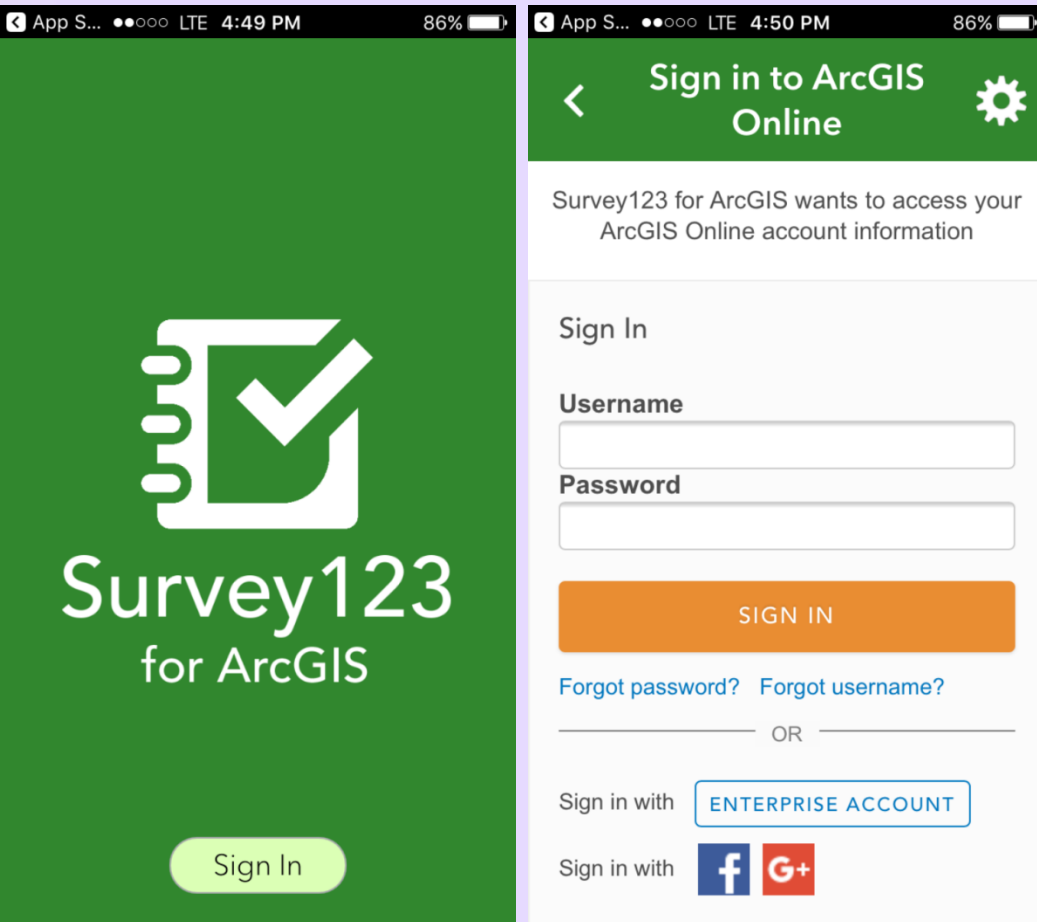 App S... LTE 4:49 PM 86%
Survey123
for ArcGIS
Sign In
App S... LTE 4:50 PM 86%
Sign in to ArcGIS
Online
Survey123 for ArcGIS wants to access your
ArcGIS Online account information
Sign In
Username
Password
SIGN IN
Forgot password? Forgot username?
OR
Sign in with ENTERPRISE ACCOUNT
Sign in with f G+